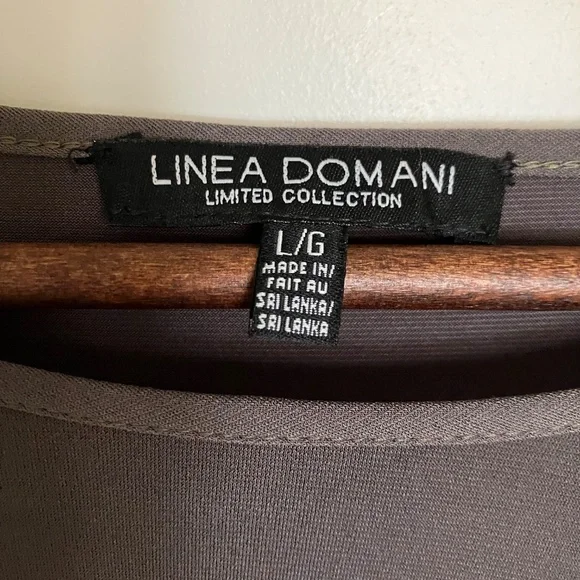 LINEA DOMANI
LIMITED COLLECTION
L/G
MADE IN/
FAIT AU
SRI LANKA/
SRI LANKA